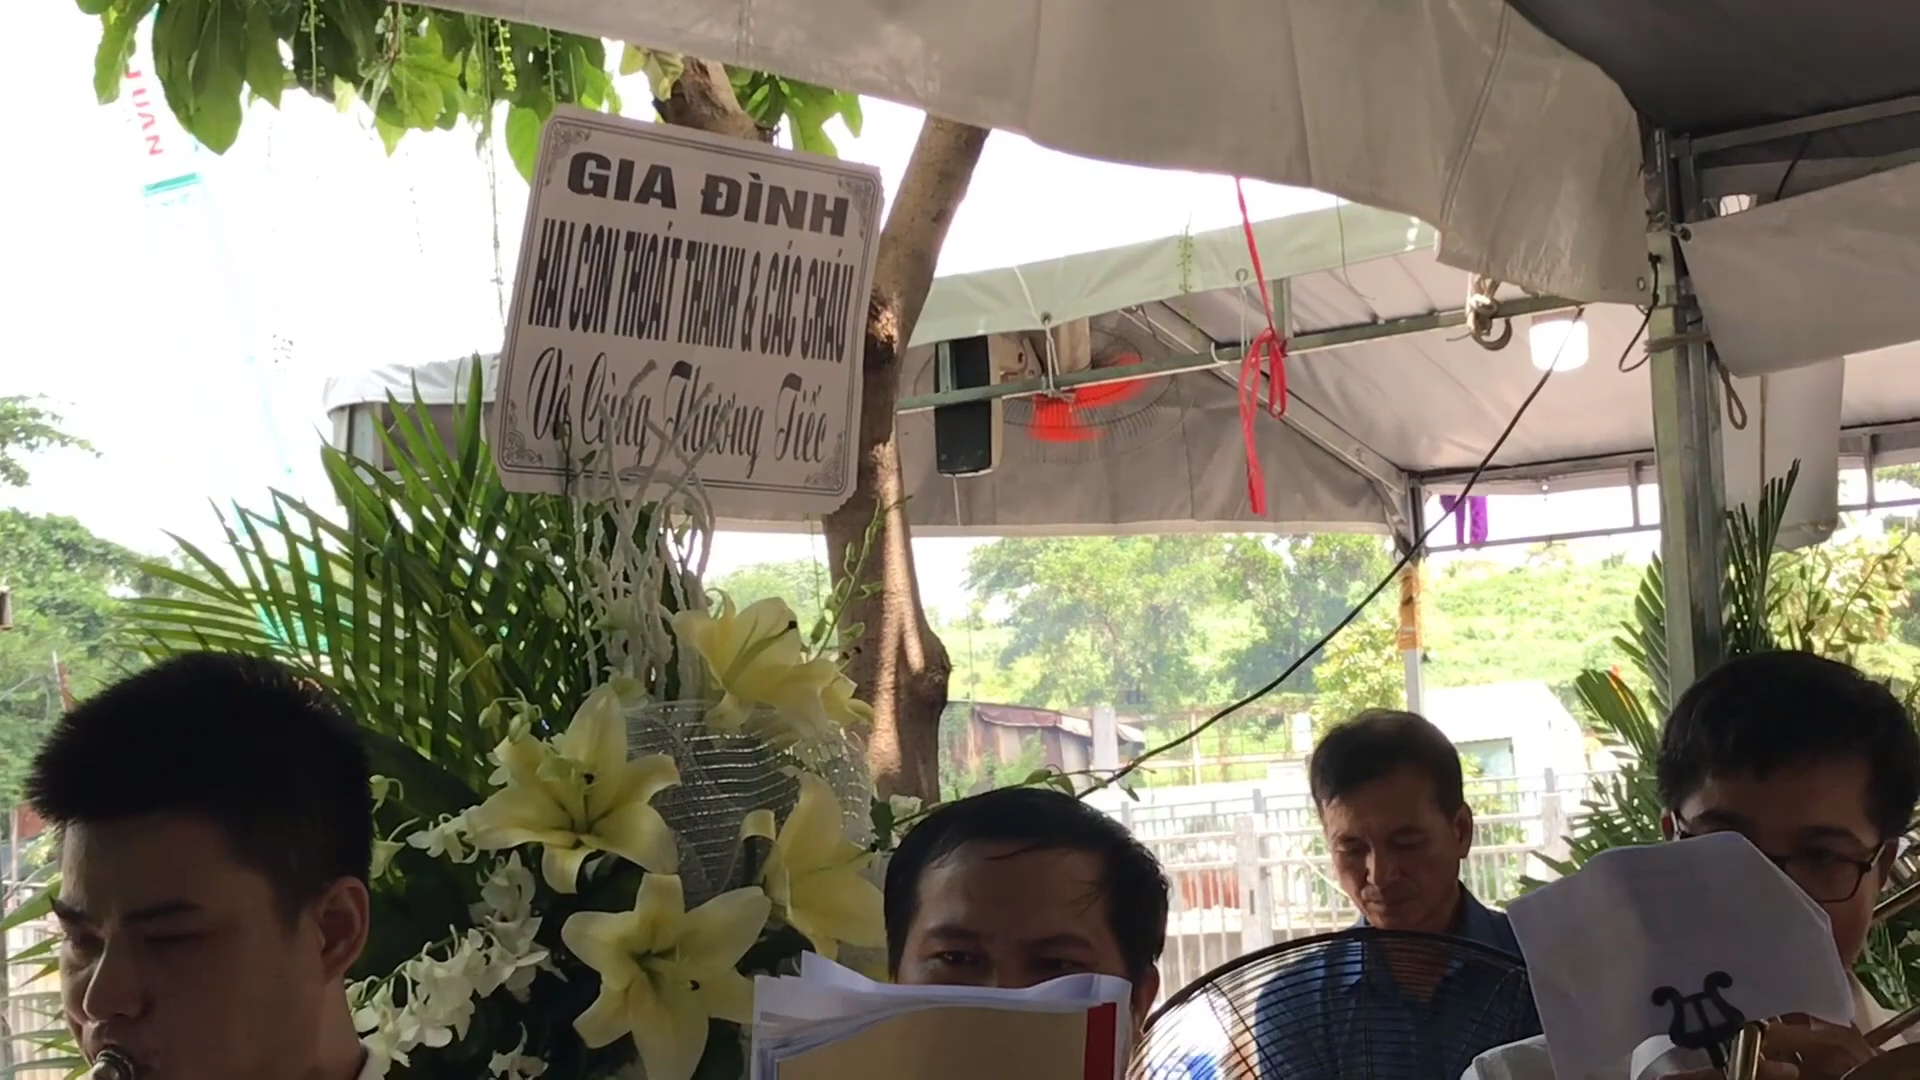 GIA ĐÌNH
HAI CON THOÁT THANH & CÁC CHÁU
Vô Cùng Thương Tiếc